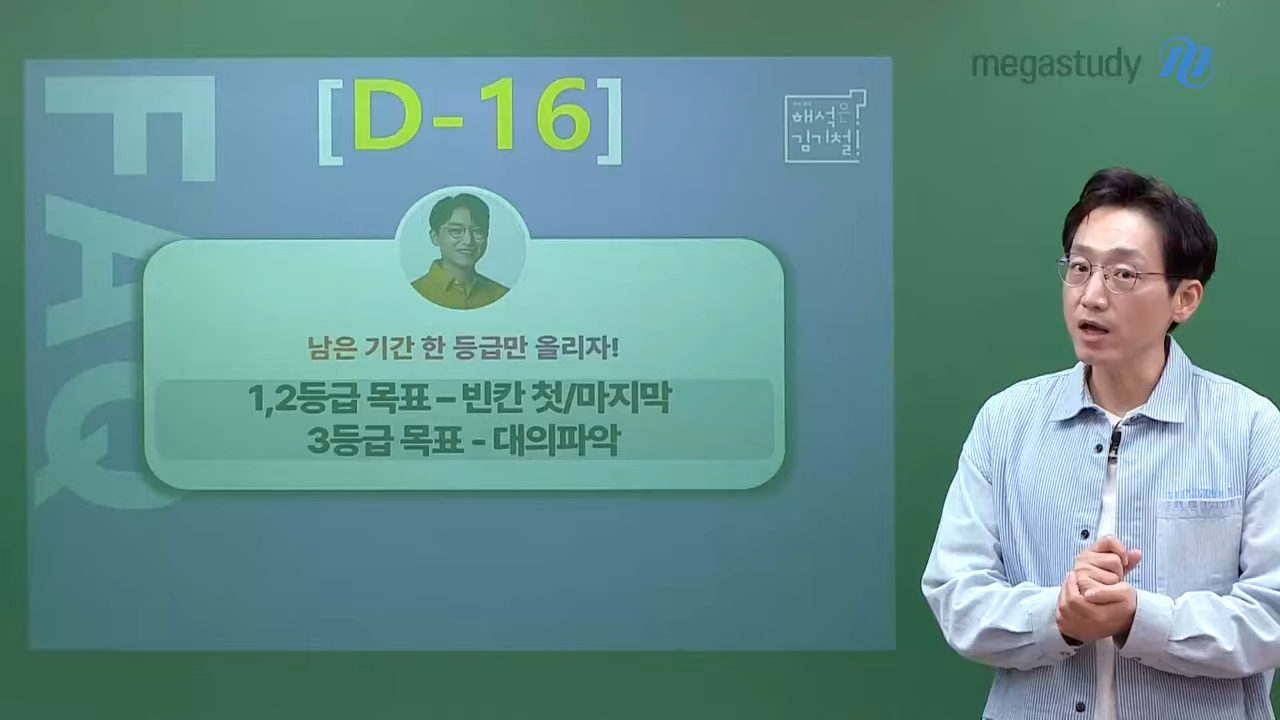 megastudy
FAQ
[D-16]
해석은?
김기철!
남은 기간 한 등급만 올리자!
1,2등급 목표 – 빈칸 첫/마지막
3등급 목표 - 대의파악